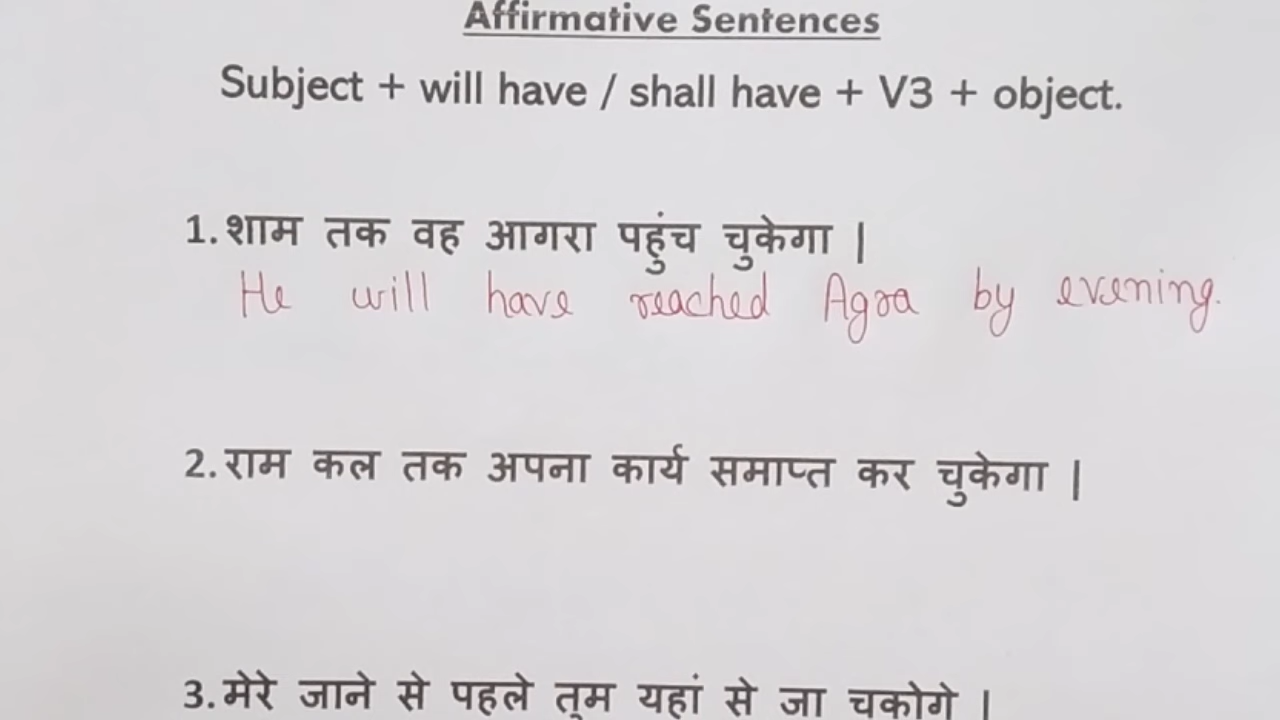 Affirmative Sentences
Subject + will have / shall have + V3 + object.
1. शाम तक वह आगरा पहुंच चुकेगा |
He will have reached Agra by evening.
2. राम कल तक अपना कार्य समाप्त कर चुकेगा |
3. मेरे जाने से पहले तुम यहां से जा चुकोगे |